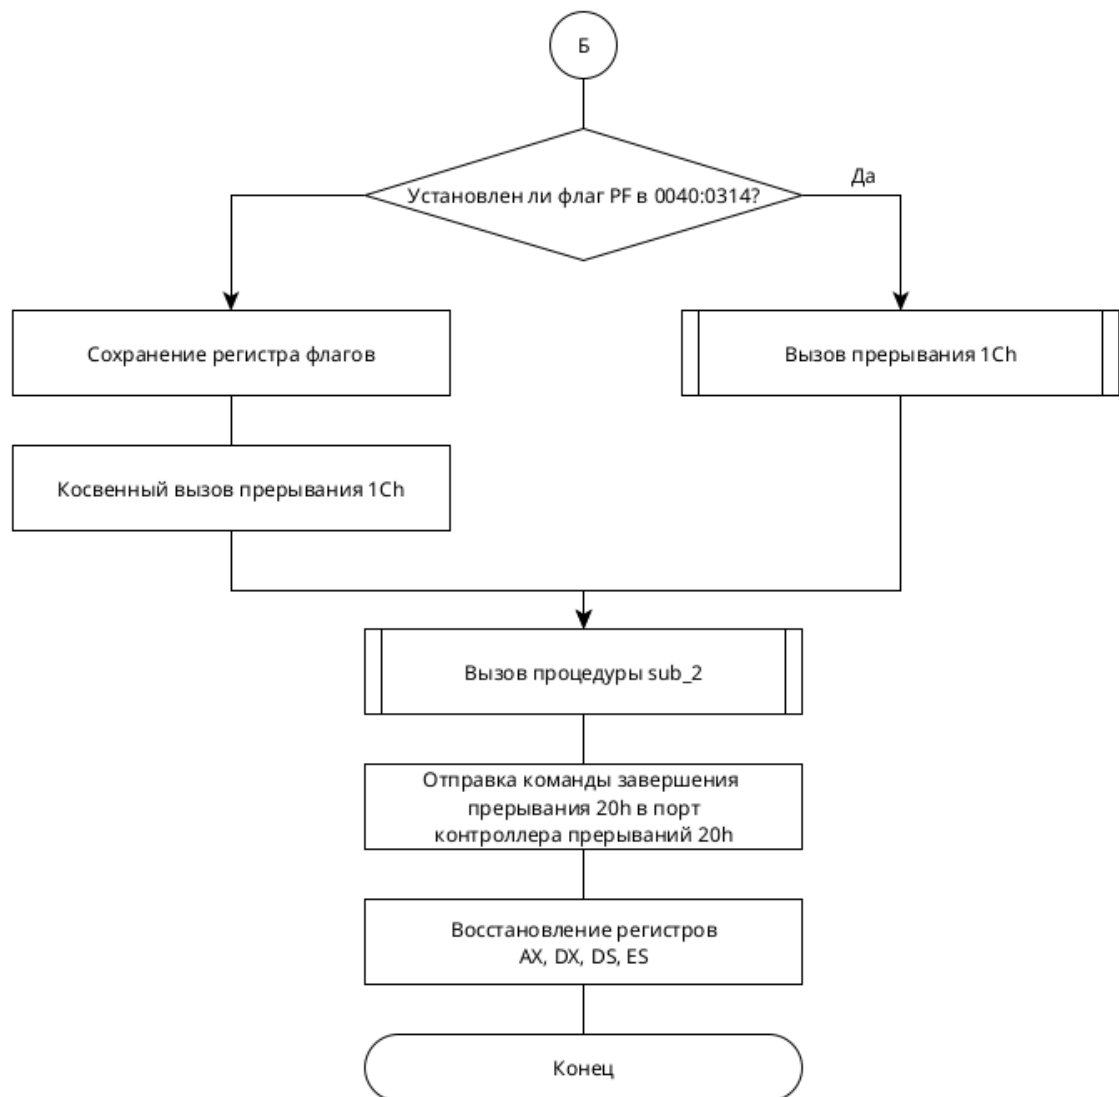 Б
Да
Установлен ли флаг PF в 0040:0314?
Сохранение регистра флагов
Вызов прерывания 1Ch
Косвенный вызов прерывания 1Ch
Вызов процедуры sub_2
Отправка команды завершения
прерывания 20h в порт
контроллера прерываний 20h
Восстановление регистров
AX, DX, DS, ES
Конец